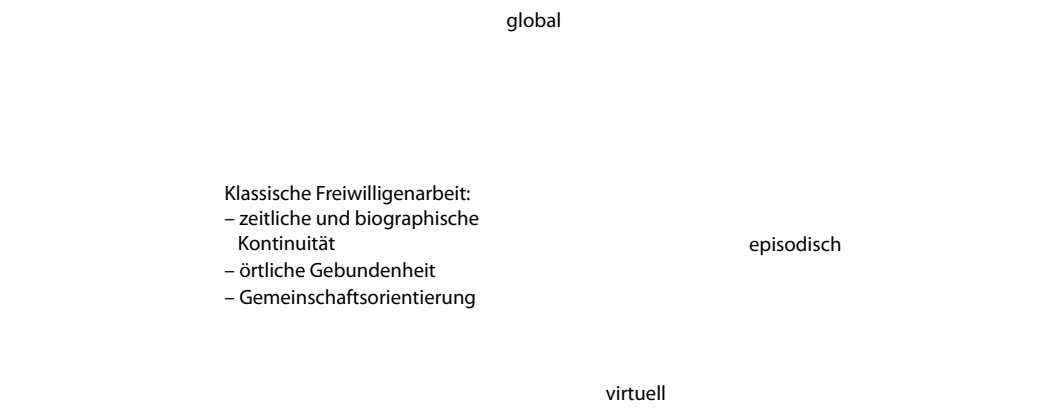 global
Klassische Freiwilligenarbeit:
– zeitliche und biographische
Kontinuität
episodisch
– örtliche Gebundenheit
– Gemeinschaftsorientierung
virtuell